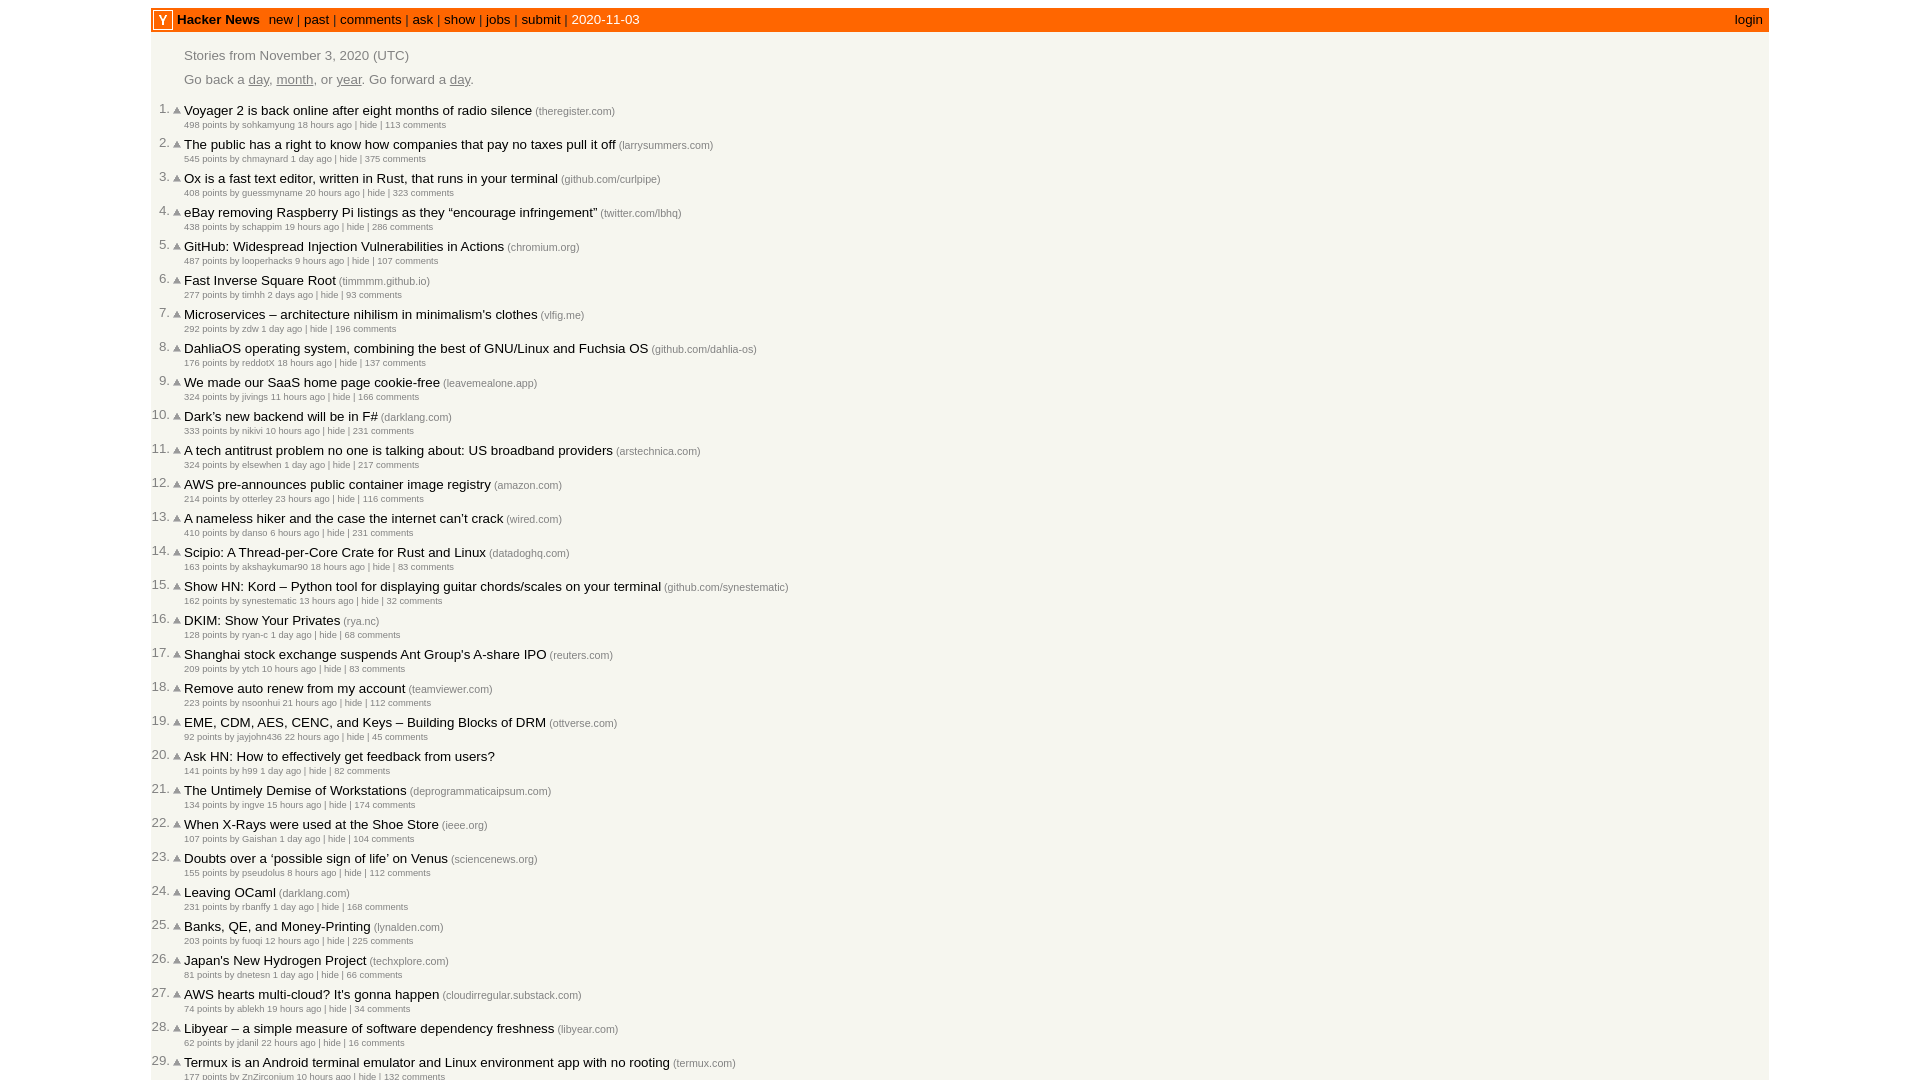 Y Hacker News new | past | comments | ask | show | jobs | submit | 2020-11-03 login
Stories from November 3, 2020 (UTC)
Go back a day, month, or year. Go forward a day.
1. Voyager 2 is back online after eight months of radio silence (theregister.com)
498 points by sohkamyung 18 hours ago | hide | 113 comments
2. The public has a right to know how companies that pay no taxes pull it off (larrysummers.com)
545 points by chmaynard 1 day ago | hide | 375 comments
3. Ox is a fast text editor, written in Rust, that runs in your terminal (github.com/curlpipe)
408 points by guessmyname 20 hours ago | hide | 323 comments
4. eBay removing Raspberry Pi listings as they “encourage infringement” (twitter.com/lbhq)
438 points by schappim 19 hours ago | hide | 286 comments
5. GitHub: Widespread Injection Vulnerabilities in Actions (chromium.org)
487 points by looperhacks 9 hours ago | hide | 107 comments
6. Fast Inverse Square Root (timmmm.github.io)
277 points by timhh 2 days ago | hide | 93 comments
7. Microservices – architecture nihilism in minimalism's clothes (vlfig.me)
292 points by zdw 1 day ago | hide | 196 comments
8. DahliaOS operating system, combining the best of GNU/Linux and Fuchsia OS (github.com/dahlia-os)
176 points by reddotX 18 hours ago | hide | 137 comments
9. We made our SaaS home page cookie-free (leavemealone.app)
324 points by jivings 11 hours ago | hide | 166 comments
10. Dark’s new backend will be in F# (darklang.com)
333 points by nikivi 10 hours ago | hide | 231 comments
11. A tech antitrust problem no one is talking about: US broadband providers (arstechnica.com)
324 points by elsewhen 1 day ago | hide | 217 comments
12. AWS pre-announces public container image registry (amazon.com)
214 points by otterley 23 hours ago | hide | 116 comments
13. A nameless hiker and the case the internet can’t crack (wired.com)
410 points by danso 6 hours ago | hide | 231 comments
14. Scipio: A Thread-per-Core Crate for Rust and Linux (datadoghq.com)
163 points by akshaykumar90 18 hours ago | hide | 83 comments
15. Show HN: Kord – Python tool for displaying guitar chords/scales on your terminal (github.com/synestematic)
162 points by synestematic 13 hours ago | hide | 32 comments
16. DKIM: Show Your Privates (rya.nc)
128 points by ryan-c 1 day ago | hide | 68 comments
17. Shanghai stock exchange suspends Ant Group's A-share IPO (reuters.com)
209 points by ytch 10 hours ago | hide | 83 comments
18. Remove auto renew from my account (teamviewer.com)
223 points by nsoonhui 21 hours ago | hide | 112 comments
19. EME, CDM, AES, CENC, and Keys – Building Blocks of DRM (ottverse.com)
92 points by jayjohn436 22 hours ago | hide | 45 comments
20. Ask HN: How to effectively get feedback from users?
141 points by h99 1 day ago | hide | 82 comments
21. The Untimely Demise of Workstations (deprogrammaticaipsum.com)
134 points by ingve 15 hours ago | hide | 174 comments
22. When X-Rays were used at the Shoe Store (ieee.org)
107 points by Gaishan 1 day ago | hide | 104 comments
23. Doubts over a ‘possible sign of life’ on Venus (sciencenews.org)
155 points by pseudolus 8 hours ago | hide | 112 comments
24. Leaving OCaml (darklang.com)
231 points by rbanffy 1 day ago | hide | 168 comments
25. Banks, QE, and Money-Printing (lynalden.com)
203 points by fuoqi 12 hours ago | hide | 225 comments
26. Japan's New Hydrogen Project (techxplore.com)
81 points by dnetesn 1 day ago | hide | 66 comments
27. AWS hearts multi-cloud? It's gonna happen (cloudirregular.substack.com)
74 points by ablekh 19 hours ago | hide | 34 comments
28. Libyear – a simple measure of software dependency freshness (libyear.com)
62 points by jdanil 22 hours ago | hide | 16 comments
29. Termux is an Android terminal emulator and Linux environment app with no rooting (termux.com)
177 points by ZnZirconium 10 hours ago | hide | 132 comments